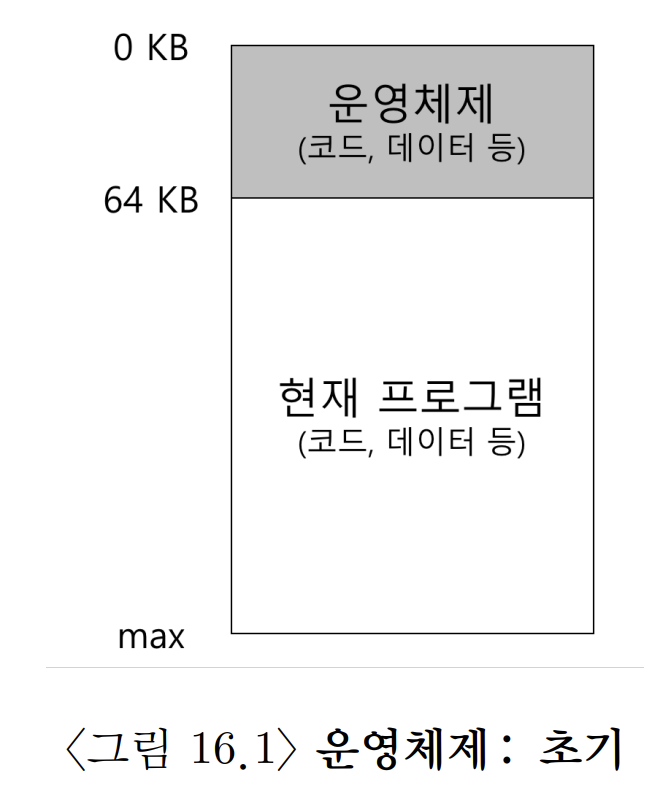 0 KB
운영체제
(코드, 데이터 등)
64 KB
현재 프로그램
(코드, 데이터 등)
max
〈그림 16.1〉 운영체제: 초기